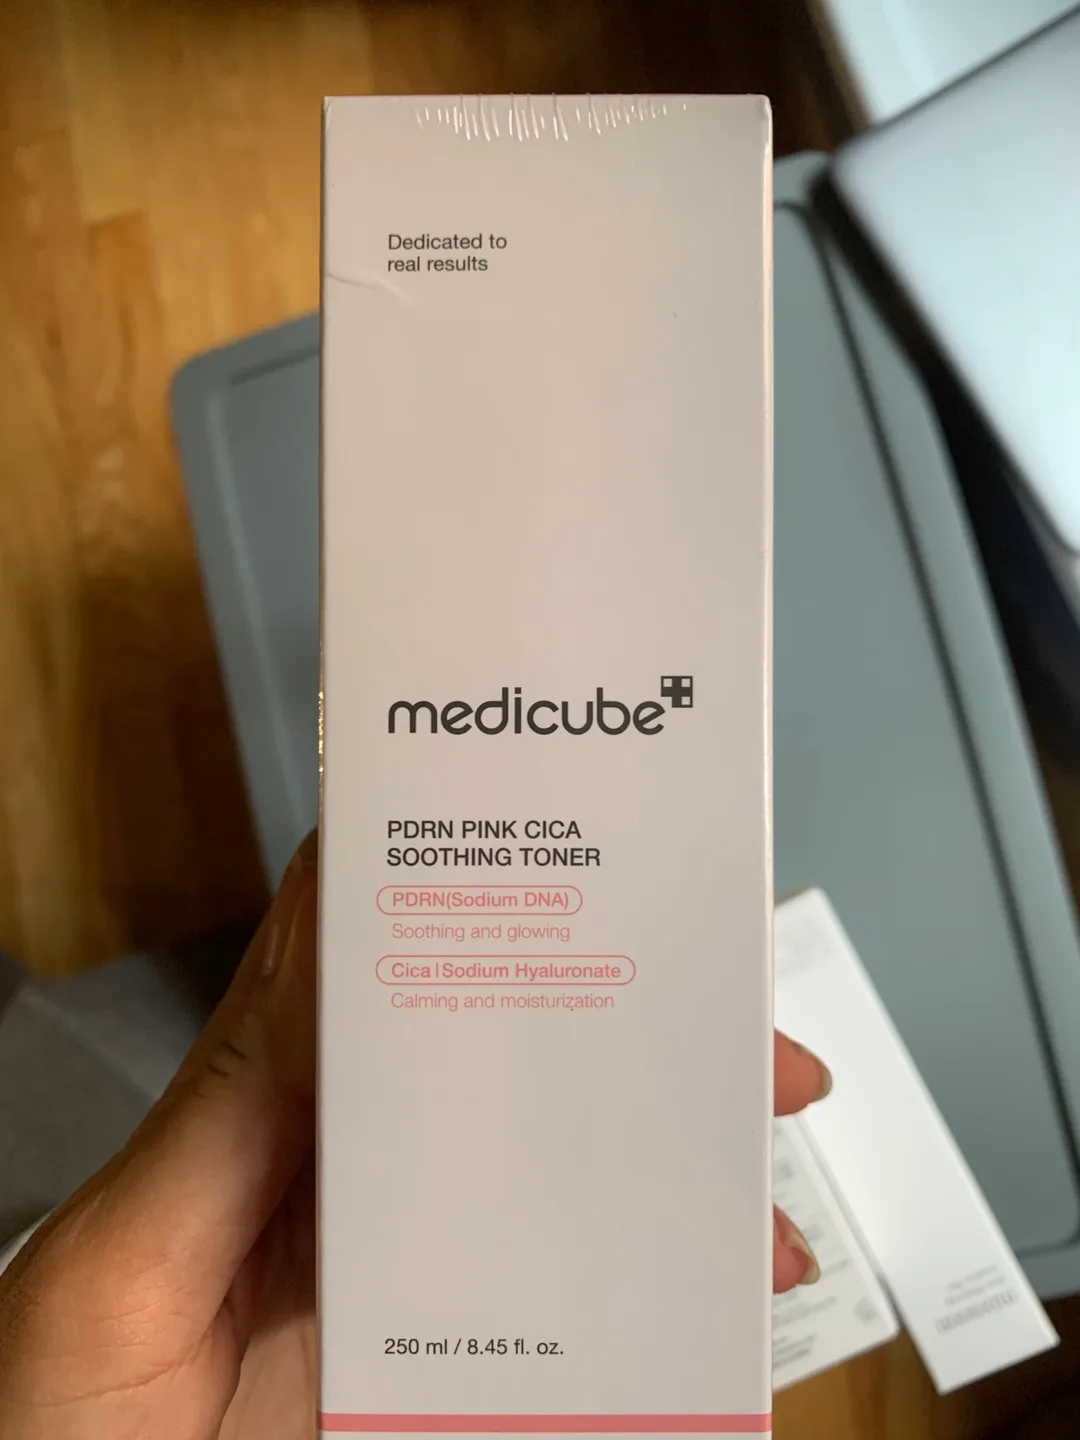 Dedicated to
real results
medicube
PDRN PINK CICA
SOOTHING TONER
PDRN(Sodium DNA)
Soothing and glowing
Cica | Sodium Hyaluronate
Calming and moisturization
250 ml / 8.45 fl. oz.